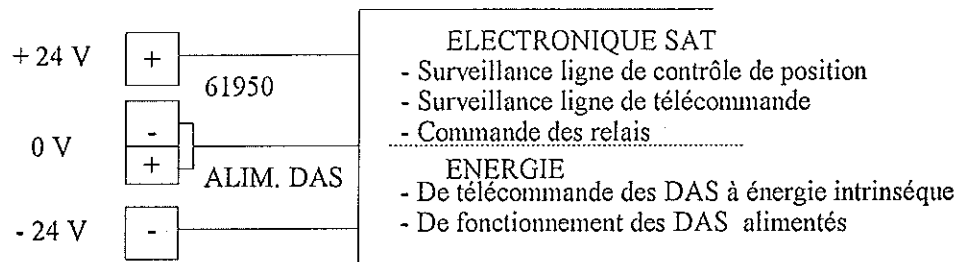 + 24 V
+
61950
0 V
-
+
ALIM. DAS
- 24 V
-
ELECTRONIQUE SAT
- Surveillance ligne de contrôle de position
- Surveillance ligne de télécommande
- Commande des relais
ENERGIE
- De télécommande des DAS à énergie intrinséque
- De fonctionnement des DAS alimentés